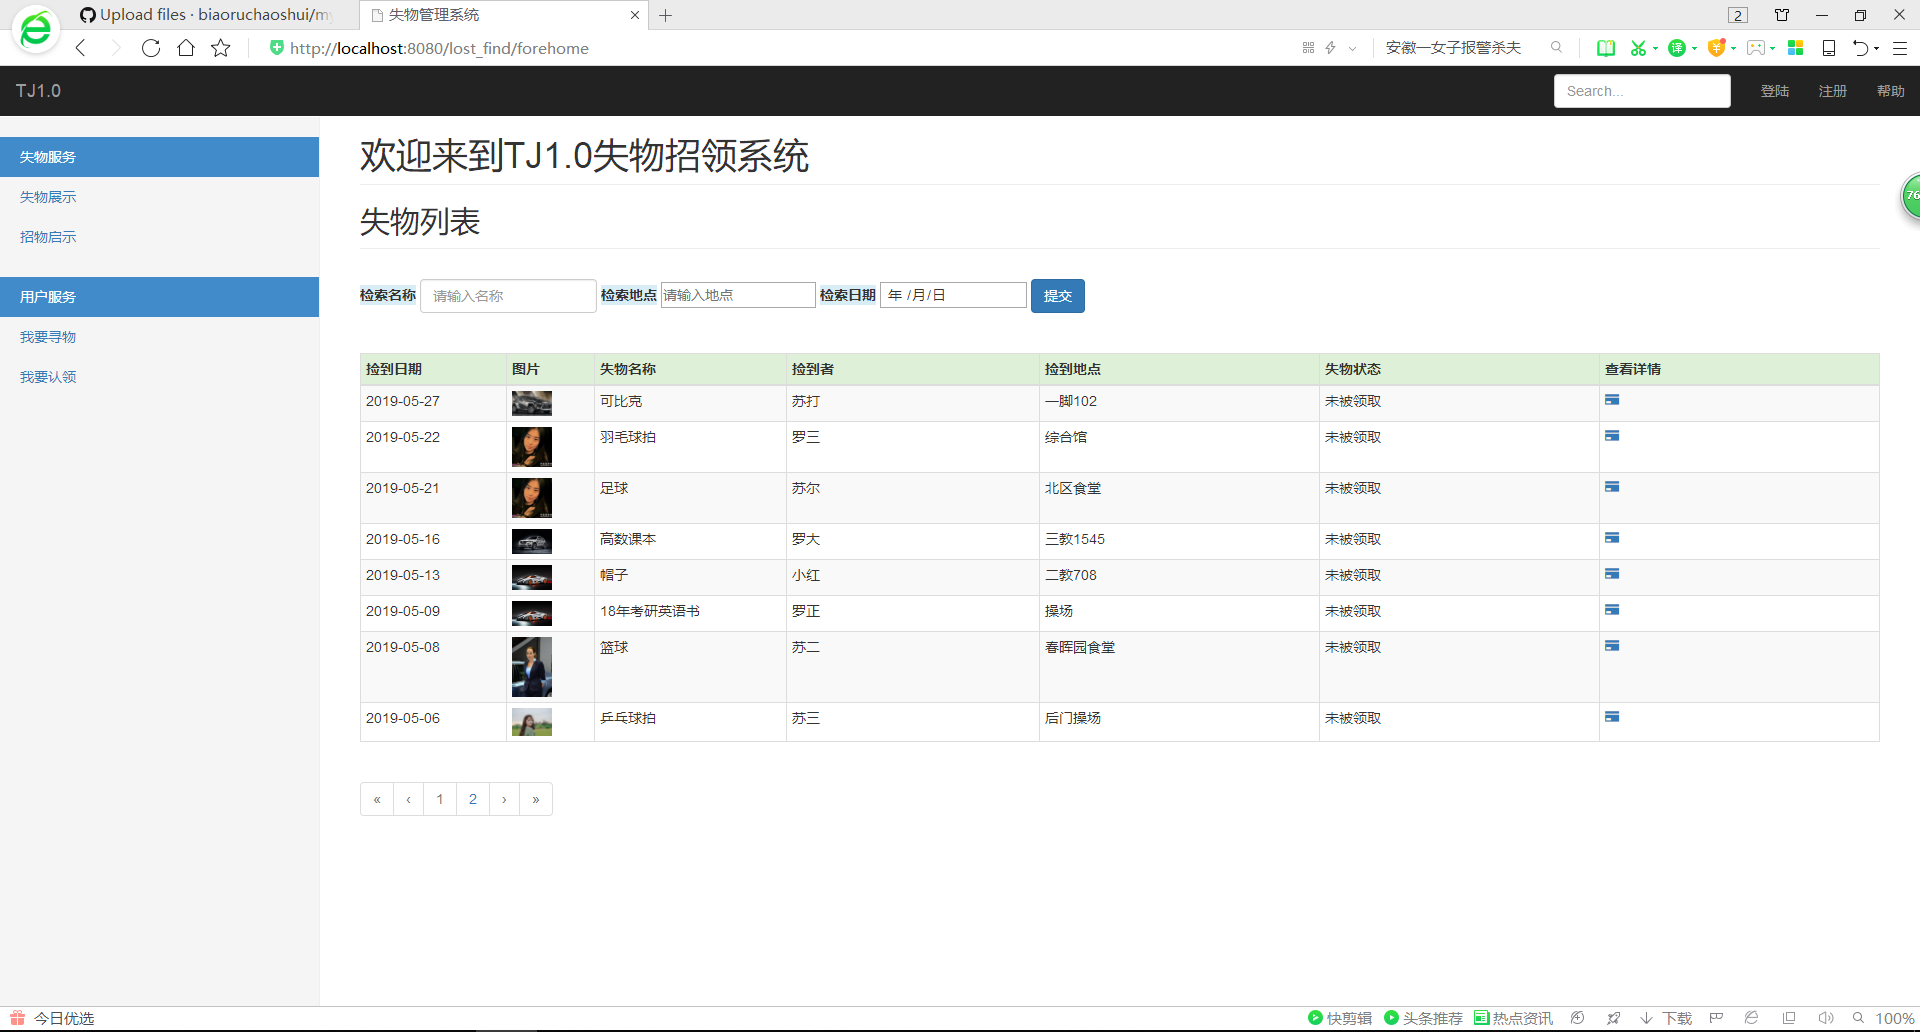 Upload files · biaoruchaoshui/my
失物管理系统
2
http://localhost:8080/lost_find/forehome
安徽一女子报警杀夫
译
TJ1.0
Search...
登陆
注册
帮助
失物服务
失物展示
招物启示
用户服务
我要寻物
我要认领
欢迎来到TJ1.0失物招领系统
76
失物列表
检索名称 请输入名称 检索地点 请输入地点 检索日期 年 /月/日 提交
捡到日期 图片 失物名称 捡到者 捡到地点 失物状态 查看详情
2019-05-27 可比克 苏打 一脚102 未被领取
2019-05-22 羽毛球拍 罗三 综合馆 未被领取
2019-05-21 足球 苏尔 北区食堂 未被领取
2019-05-16 高数课本 罗大 三教1545 未被领取
2019-05-13 帽子 小红 二教708 未被领取
2019-05-09 18年考研英语书 罗正 操场 未被领取
2019-05-08 篮球 苏二 春晖园食堂 未被领取
2019-05-06 乒乓球拍 苏三 后门操场 未被领取
« ‹ 1 2 › »
今日优选
快剪辑
头条推荐
热点资讯
下载
100%